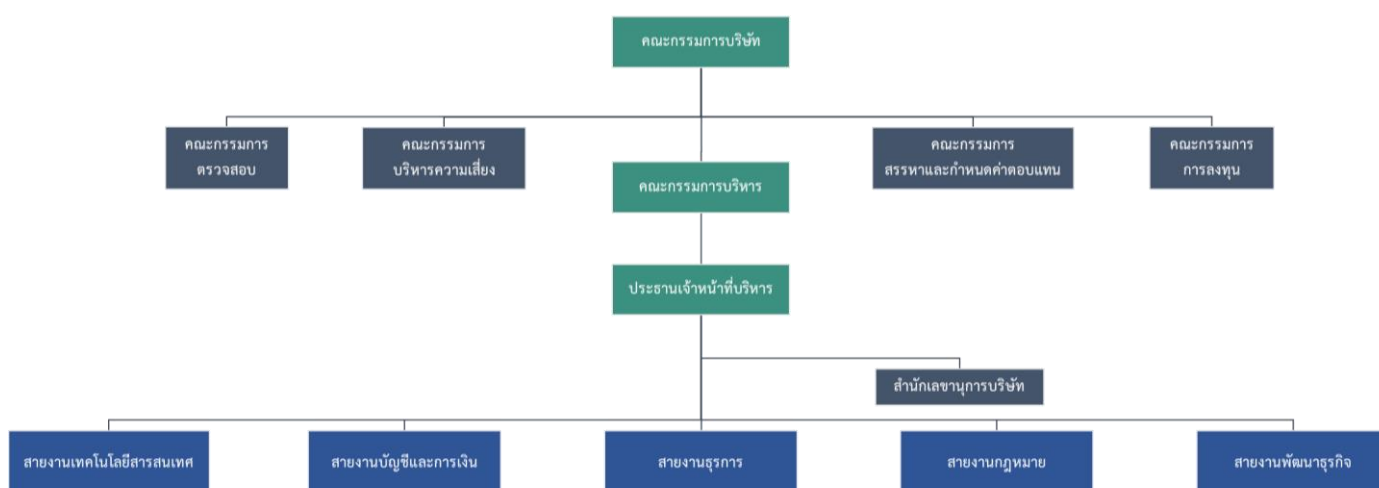 คณะกรรมการบริษัท
คณะกรรมการ
ตรวจสอบ
คณะกรรมการ
บริหารความเสี่ยง
คณะกรรมการบริหาร
คณะกรรมการ
สรรหาและกำหนดค่าตอบแทน
คณะกรรมการ
การลงทุน
ประธานเจ้าหน้าที่บริหาร
สำนักเลขานุการบริษัท
สายงานเทคโนโลยีสารสนเทศ
สายงานบัญชีและการเงิน
สายงานธุรการ
สายงานกฎหมาย
สายงานพัฒนาธุรกิจ